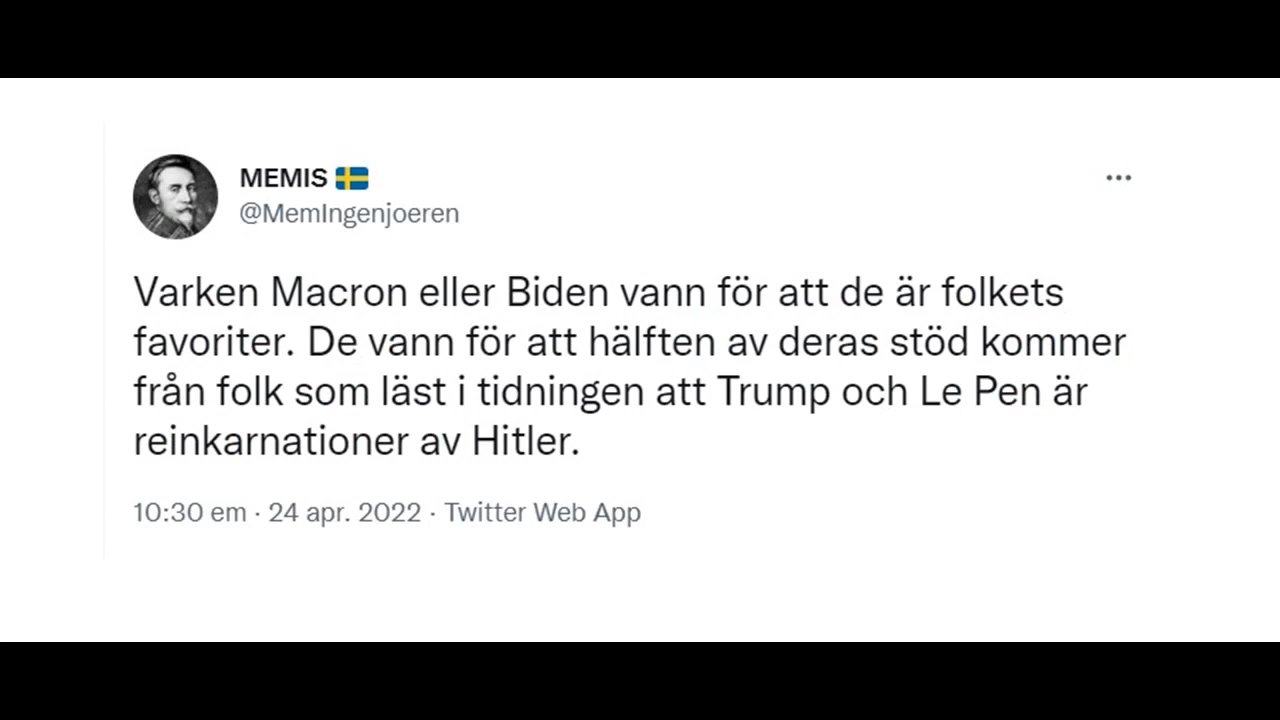 MEMIS 🇸🇪
@MemIngenjoeren
Varken Macron eller Biden vann för att de är folkets
favoriter. De vann för att hälften av deras stöd kommer
från folk som läst i tidningen att Trump och Le Pen är
reinkarnationer av Hitler.
10:30 em · 24 apr. 2022 · Twitter Web App